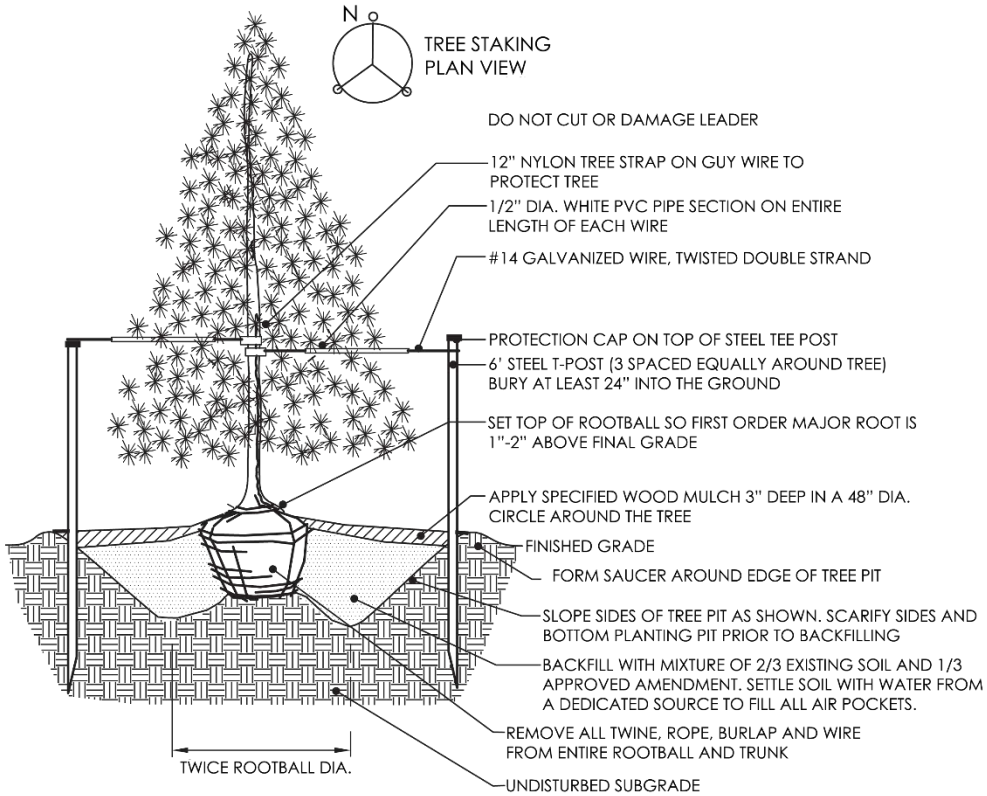 N
TREE STAKING
PLAN VIEW
DO NOT CUT OR DAMAGE LEADER
12" NYLON TREE STRAP ON GUY WIRE TO
PROTECT TREE
1/2" DIA. WHITE PVC PIPE SECTION ON ENTIRE
LENGTH OF EACH WIRE
#14 GALVANIZED WIRE, TWISTED DOUBLE STRAND
PROTECTION CAP ON TOP OF STEEL TEE POST
6' STEEL T-POST (3 SPACED EQUALLY AROUND TREE)
BURY AT LEAST 24" INTO THE GROUND
SET TOP OF ROOTBALL SO FIRST ORDER MAJOR ROOT IS
1"-2" ABOVE FINAL GRADE
APPLY SPECIFIED WOOD MULCH 3" DEEP IN A 48" DIA.
CIRCLE AROUND THE TREE
FINISHED GRADE
FORM SAUCER AROUND EDGE OF TREE PIT
SLOPE SIDES OF TREE PIT AS SHOWN. SCARIFY SIDES AND
BOTTOM PLANTING PIT PRIOR TO BACKFILLING
BACKFILL WITH MIXTURE OF 2/3 EXISTING SOIL AND 1/3
APPROVED AMENDMENT. SETTLE SOIL WITH WATER FROM
A DEDICATED SOURCE TO FILL ALL AIR POCKETS.
REMOVE ALL TWINE, ROPE, BURLAP AND WIRE
FROM ENTIRE ROOTBALL AND TRUNK
TWICE ROOTBALL DIA.
UNDISTURBED SUBGRADE